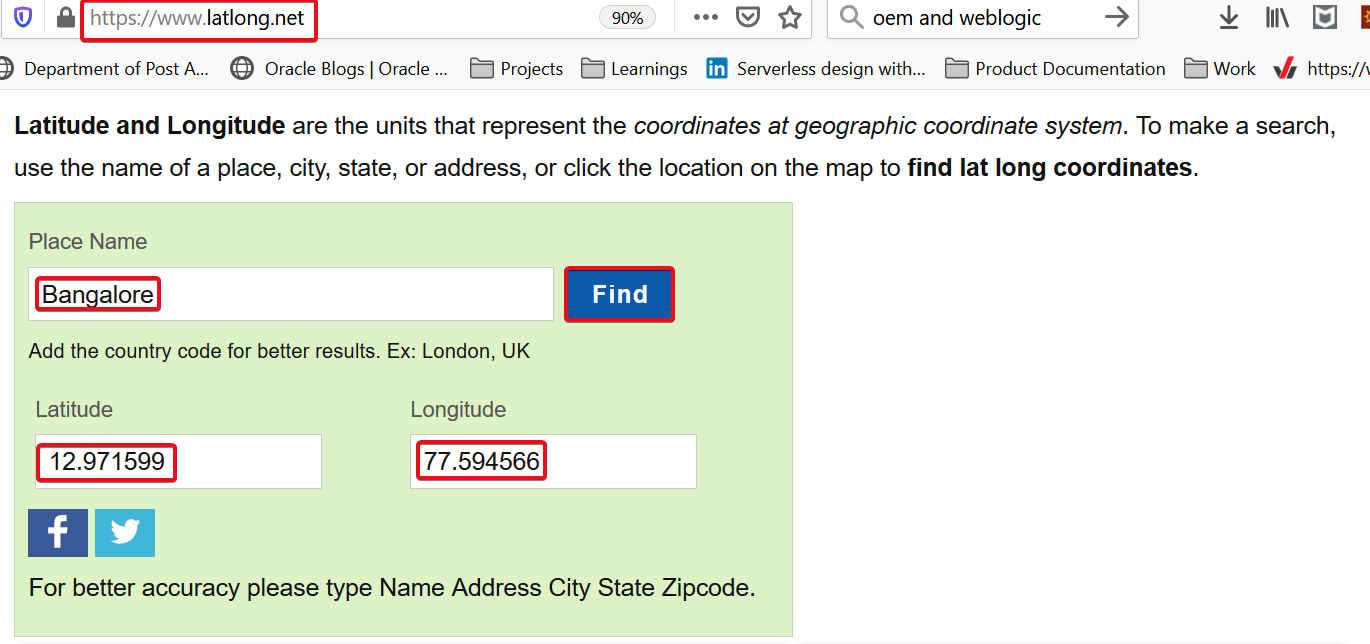 https://www.latlong.net 90% oem and weblogic
Department of Post A... Oracle Blogs | Oracle ... Projects Learnings in Serverless design with... Product Documentation Work https://
Latitude and Longitude are the units that represent the coordinates at geographic coordinate system. To make a search,
use the name of a place, city, state, or address, or click the location on the map to find lat long coordinates.
Place Name
Bangalore Find
Add the country code for better results. Ex: London, UK
Latitude Longitude
12.971599 77.594566
f
For better accuracy please type Name Address City State Zipcode.